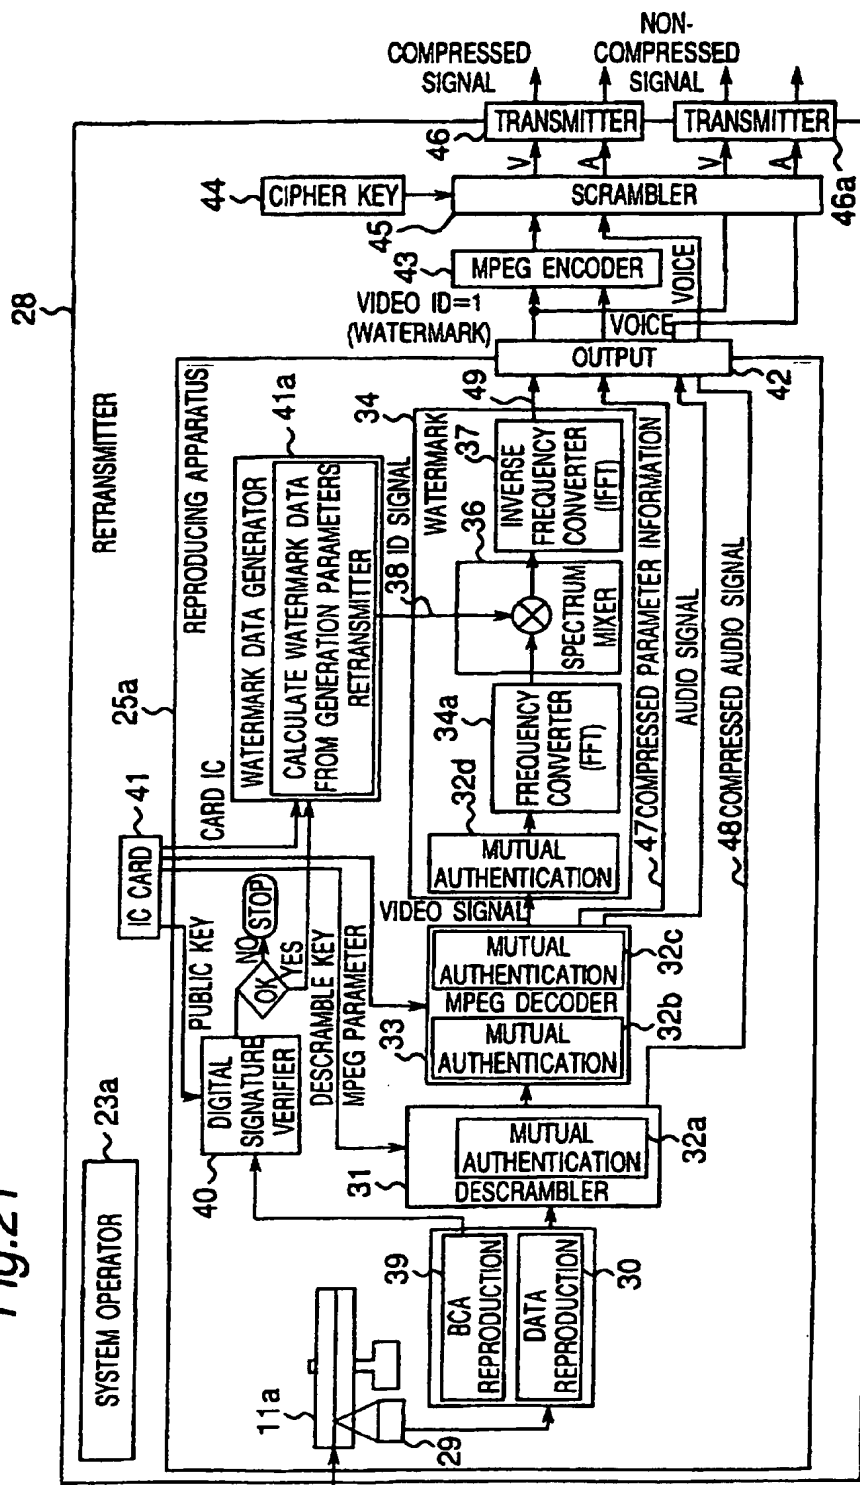 Fig.21
RETRANSMITTER
28
SYSTEM OPERATOR
23a
REPRODUCING APPARATUS
25a
IC CARD
41
CARD IC
PUBLIC KEY
DESCRAMBLE KEY
MPEG PARAMETER
11a
29
39
BCA
REPRODUCTION
DATA
REPRODUCTION
30
40
DIGITAL
SIGNATURE
VERIFIER
OK
NO
STOP
YES
31
MUTUAL
AUTHENTICATION
DESCRAMBLER
32a
33
MUTUAL
AUTHENTICATION
MPEG DECODER
MUTUAL
AUTHENTICATION
32c
32b
VIDEO SIGNAL
WATERMARK DATA GENERATOR
CALCULATE WATERMARK DATA
FROM GENERATION PARAMETERS
RETRANSMITTER
41a
38 ID SIGNAL
34
WATERMARK
MUTUAL
AUTHENTICATION
32d
34a
FREQUENCY
CONVERTER
(FFT)
36
SPECTRUM
MIXER
37
INVERSE
FREQUENCY
CONVERTER
(IFFT)
49
47 COMPRESSED PARAMETER INFORMATION
AUDIO SIGNAL
48 COMPRESSED AUDIO SIGNAL
OUTPUT
42
VIDEO ID=1
(WATERMARK)
VOICE
VOICE
43
MPEG ENCODER
44
CIPHER KEY
45
SCRAMBLER
V
A
V
A
46
TRANSMITTER
TRANSMITTER
46a
COMPRESSED
SIGNAL
NON-
COMPRESSED
SIGNAL